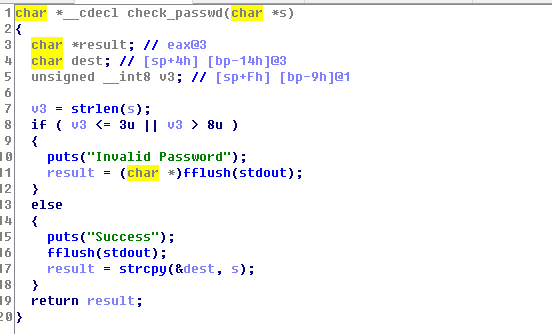 1 char *__cdecl check_passwd(char *s)
2 {
3   char *result; // eax@3
4   char dest; // [sp+4h] [bp-14h]@3
5   unsigned __int8 v3; // [sp+Fh] [bp-9h]@1
6
7   v3 = strlen(s);
8   if ( v3 <= 3u || v3 > 8u )
9   {
10     puts("Invalid Password");
11     result = (char *)fflush(stdout);
12   }
13   else
14   {
15     puts("Success");
16     fflush(stdout);
17     result = strcpy(&dest, s);
18   }
19   return result;
20 }